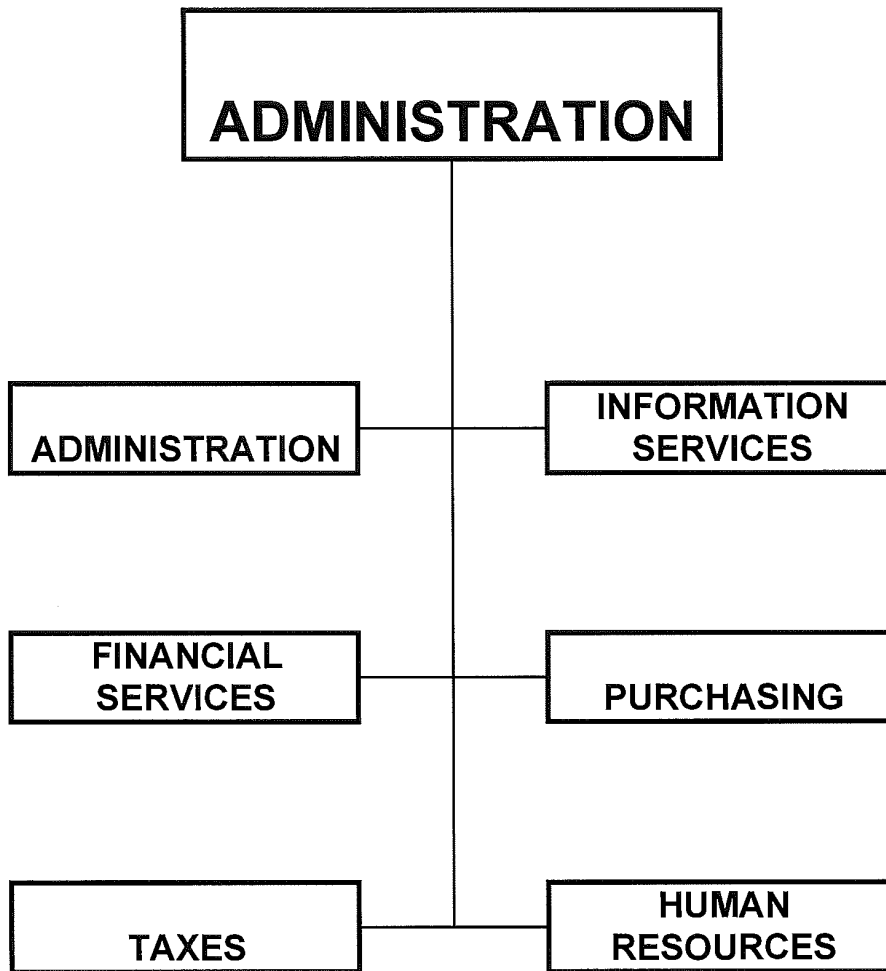 ADMINISTRATION
ADMINISTRATION
INFORMATION
SERVICES
FINANCIAL
SERVICES
PURCHASING
TAXES
HUMAN
RESOURCES